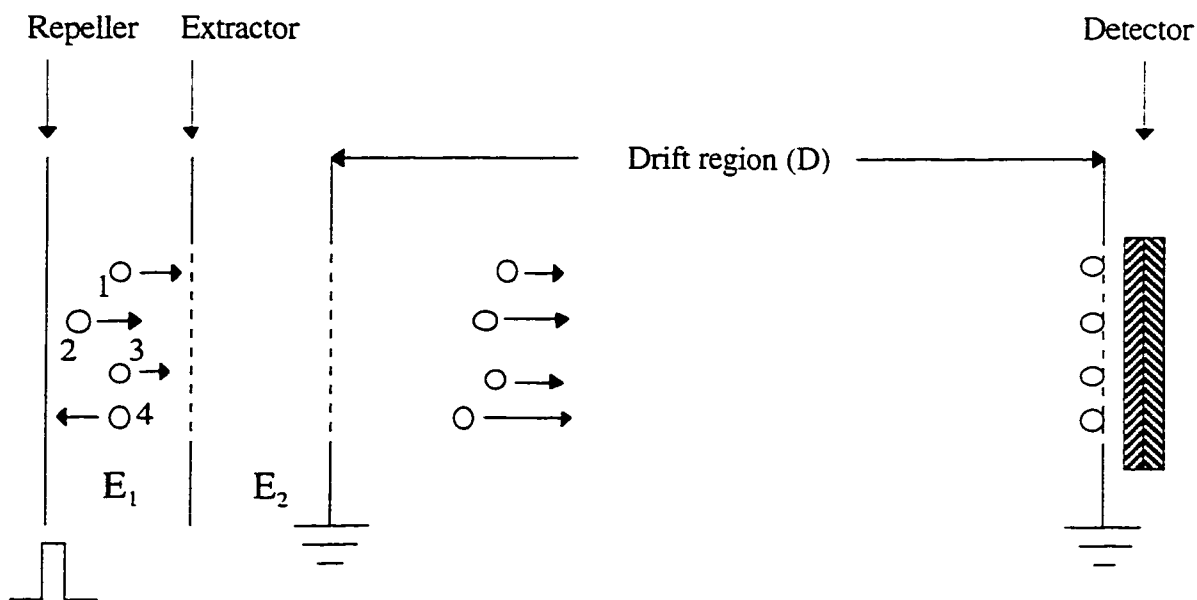 Repeller Extractor Detector
Drift region (D)
1
2 3
4
E₁ E₂